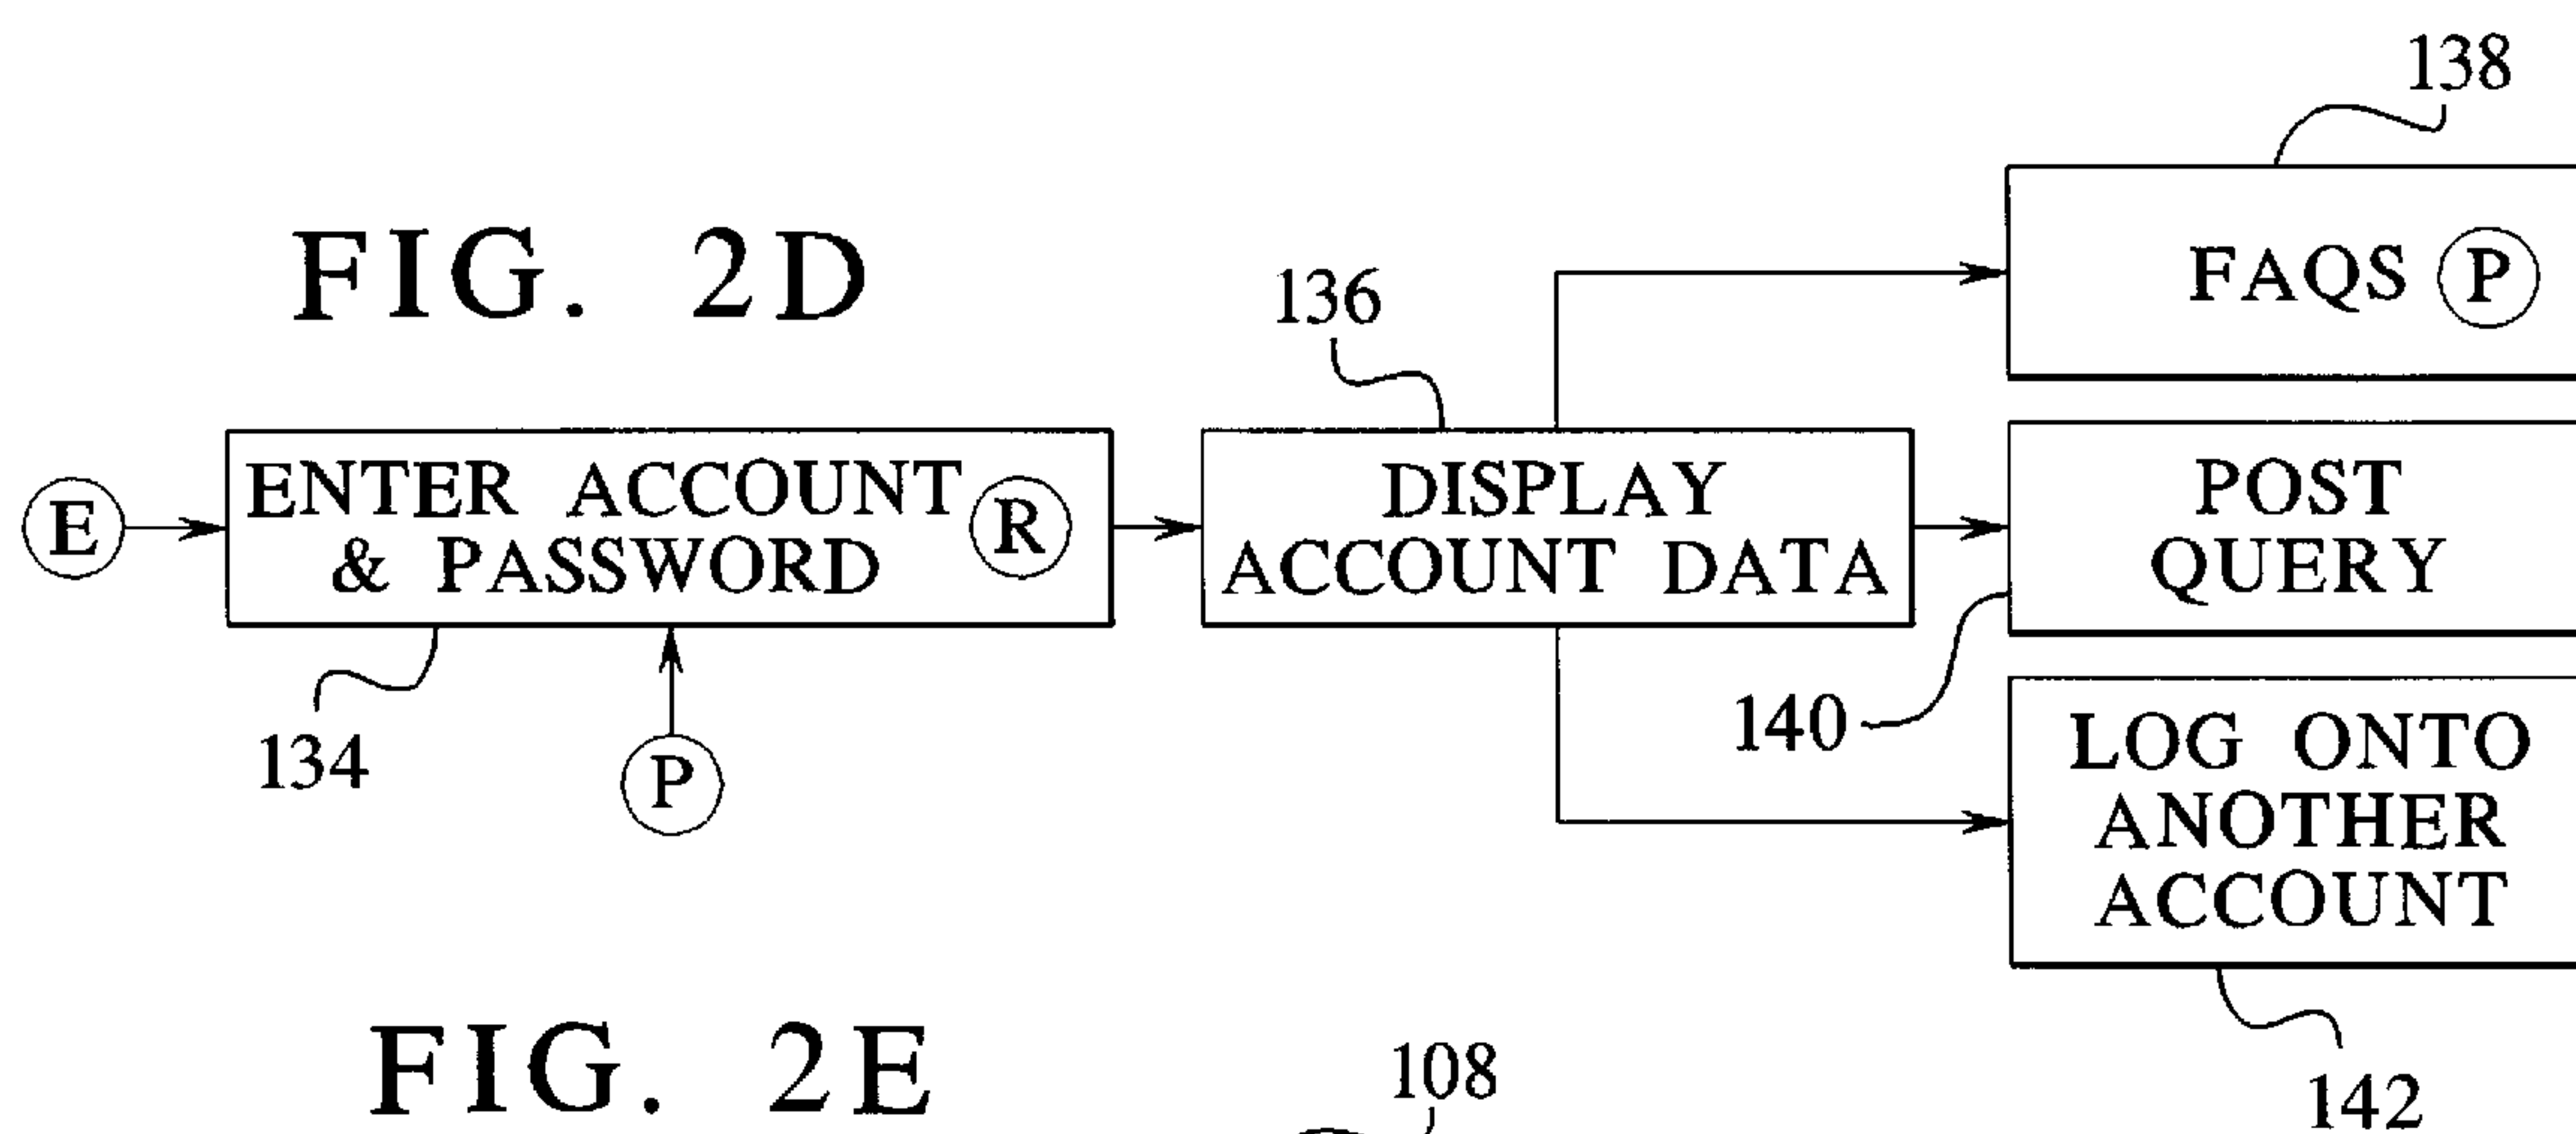 138
FIG. 2D
136
FAQS P
E
ENTER ACCOUNT
& PASSWORD
R
DISPLAY
ACCOUNT DATA
POST
QUERY
134
P
140
LOG ONTO
ANOTHER
ACCOUNT
FIG. 2E
108
142